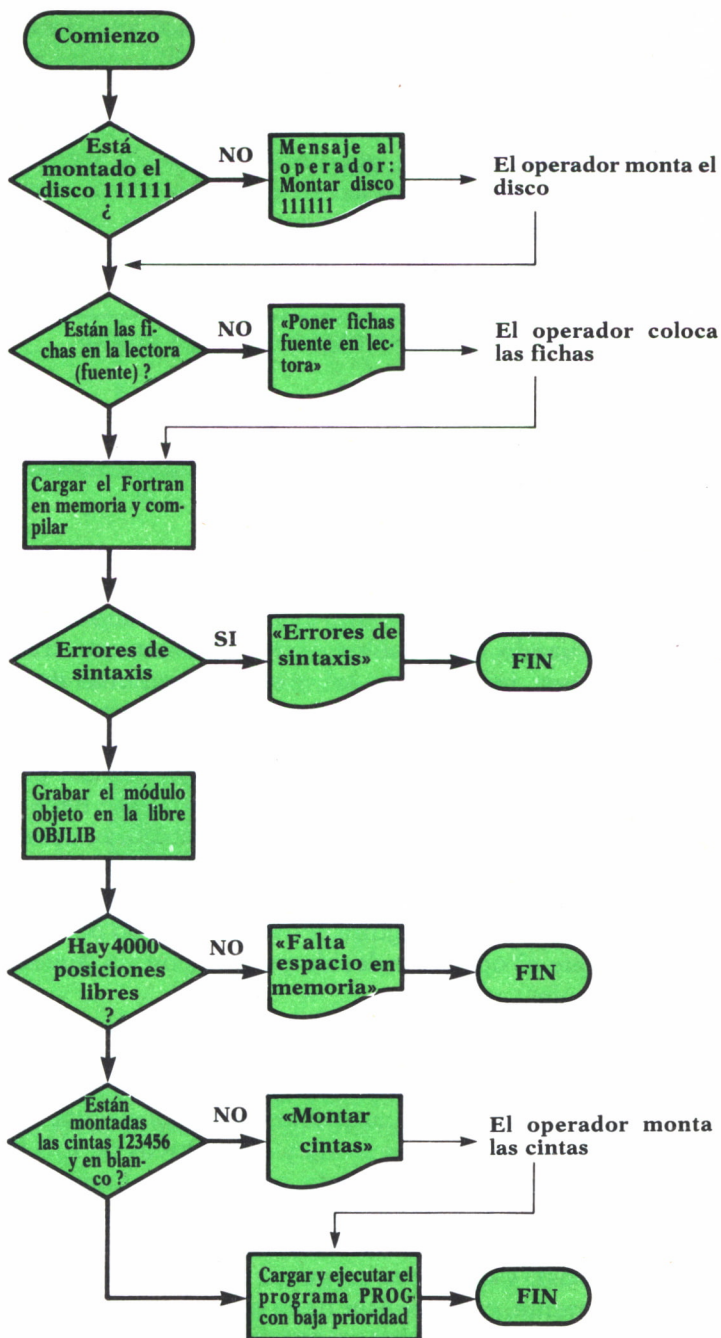 Comienzo
Está
montado el
disco 111111
¿
NO
Mensaje al
operador:
Montar disco
111111
El operador monta el
disco
Están las fi-
chas en la lectora
(fuente) ?
NO
«Poner fichas
fuente en lec-
tora»
El operador coloca
las fichas
Cargar el Fortran
en memoria y com-
pilar
Errores de
sintaxis
SI
«Errores de
sintaxis»
FIN
Grabar el módulo
objeto en la libre
OBJLIB
Hay 4000
posiciones
libres
?
NO
«Falta
espacio en
memoria»
FIN
Están
montadas
las cintas 123456
y en blan-
co ?
NO
«Montar
cintas»
El operador monta
las cintas
Cargar y ejecutar el
programa PROG
con baja prioridad
FIN